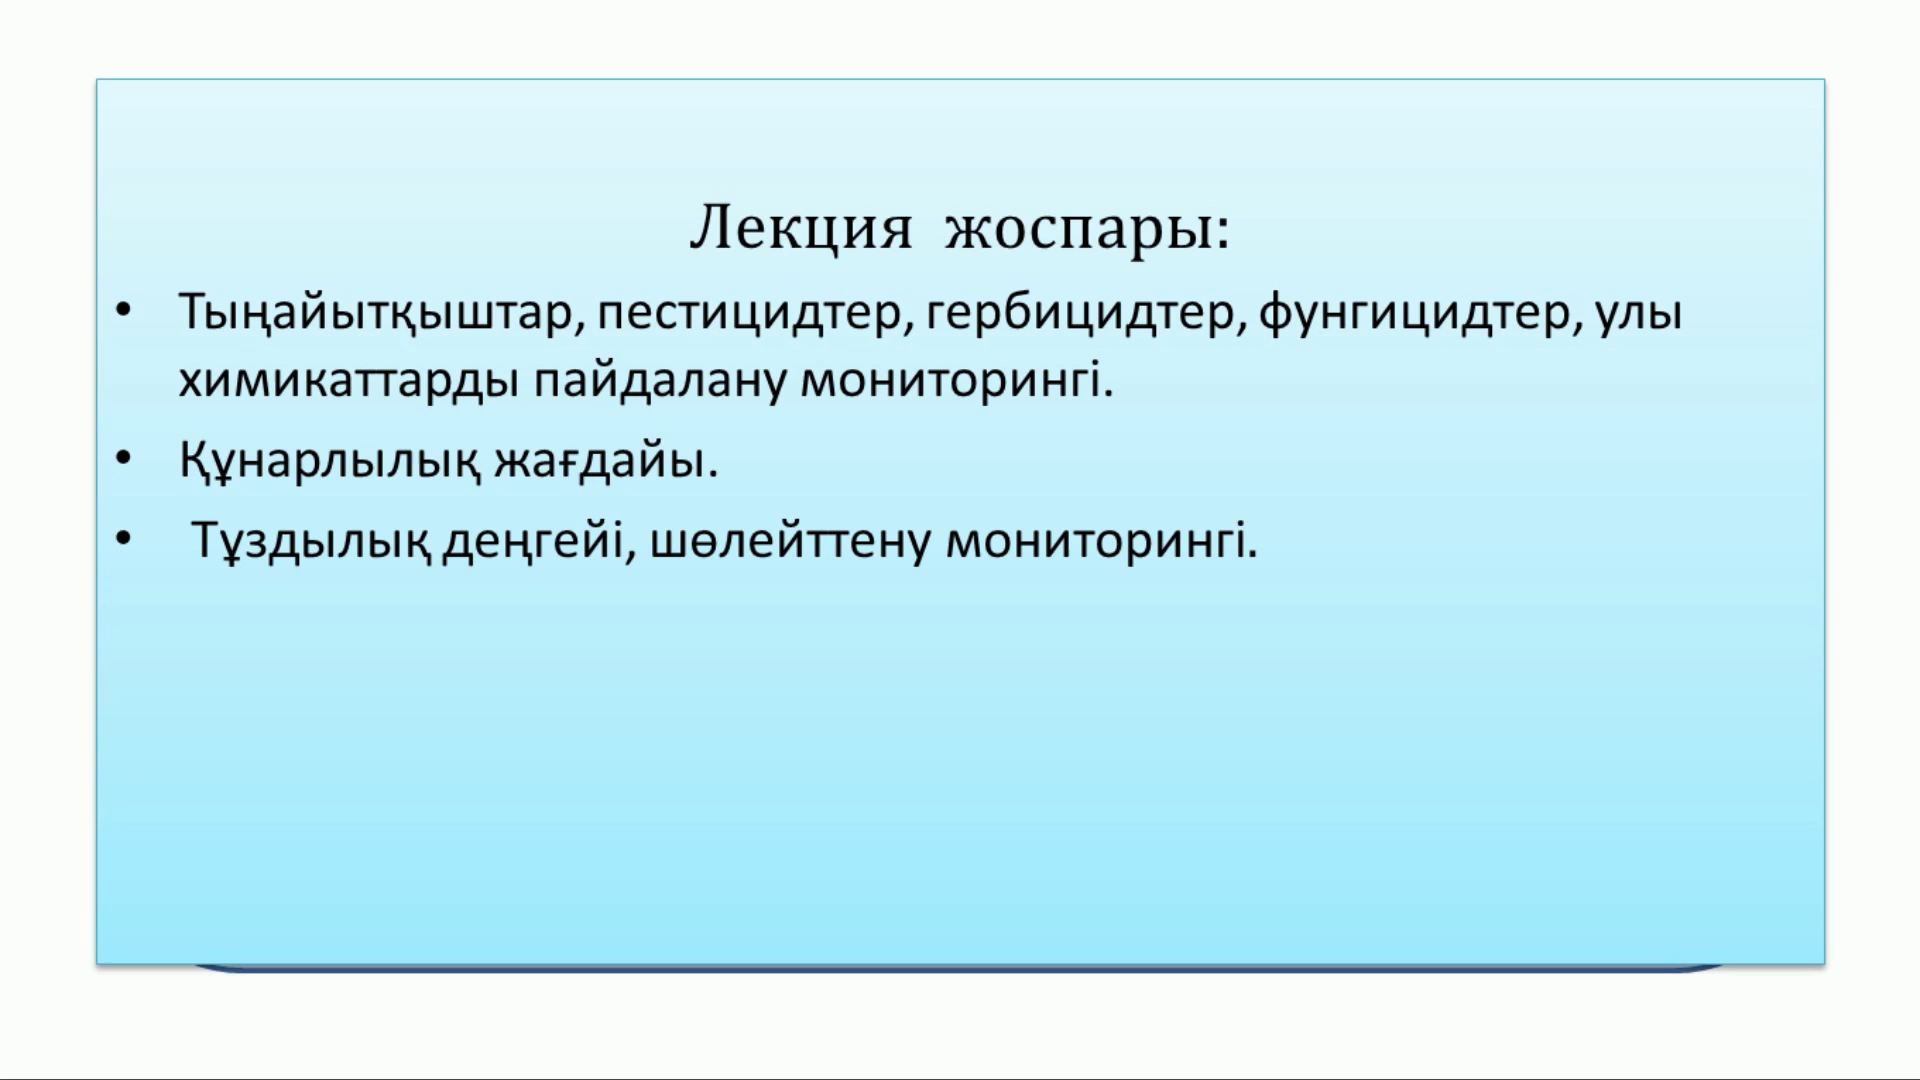 Лекция жоспары:
• Тыңайытқыштар, пестицидтер, гербицидтер, фунгицидтер, улы
химикаттарды пайдалану мониторингі.
• Құнарлылық жағдайы.
• Тұздылық деңгейі, шөлейттену мониторингі.